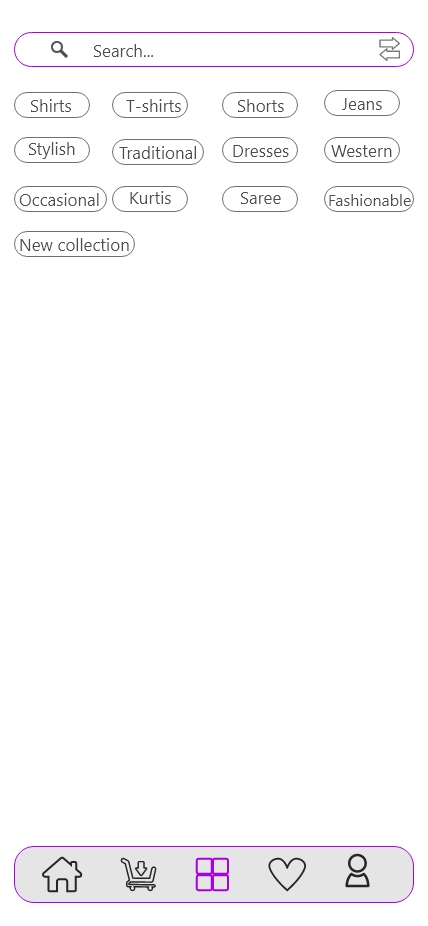 Search...
Shirts T-shirts Shorts Jeans
Stylish Traditional Dresses Western
Occasional Kurtis Saree Fashionable
New collection